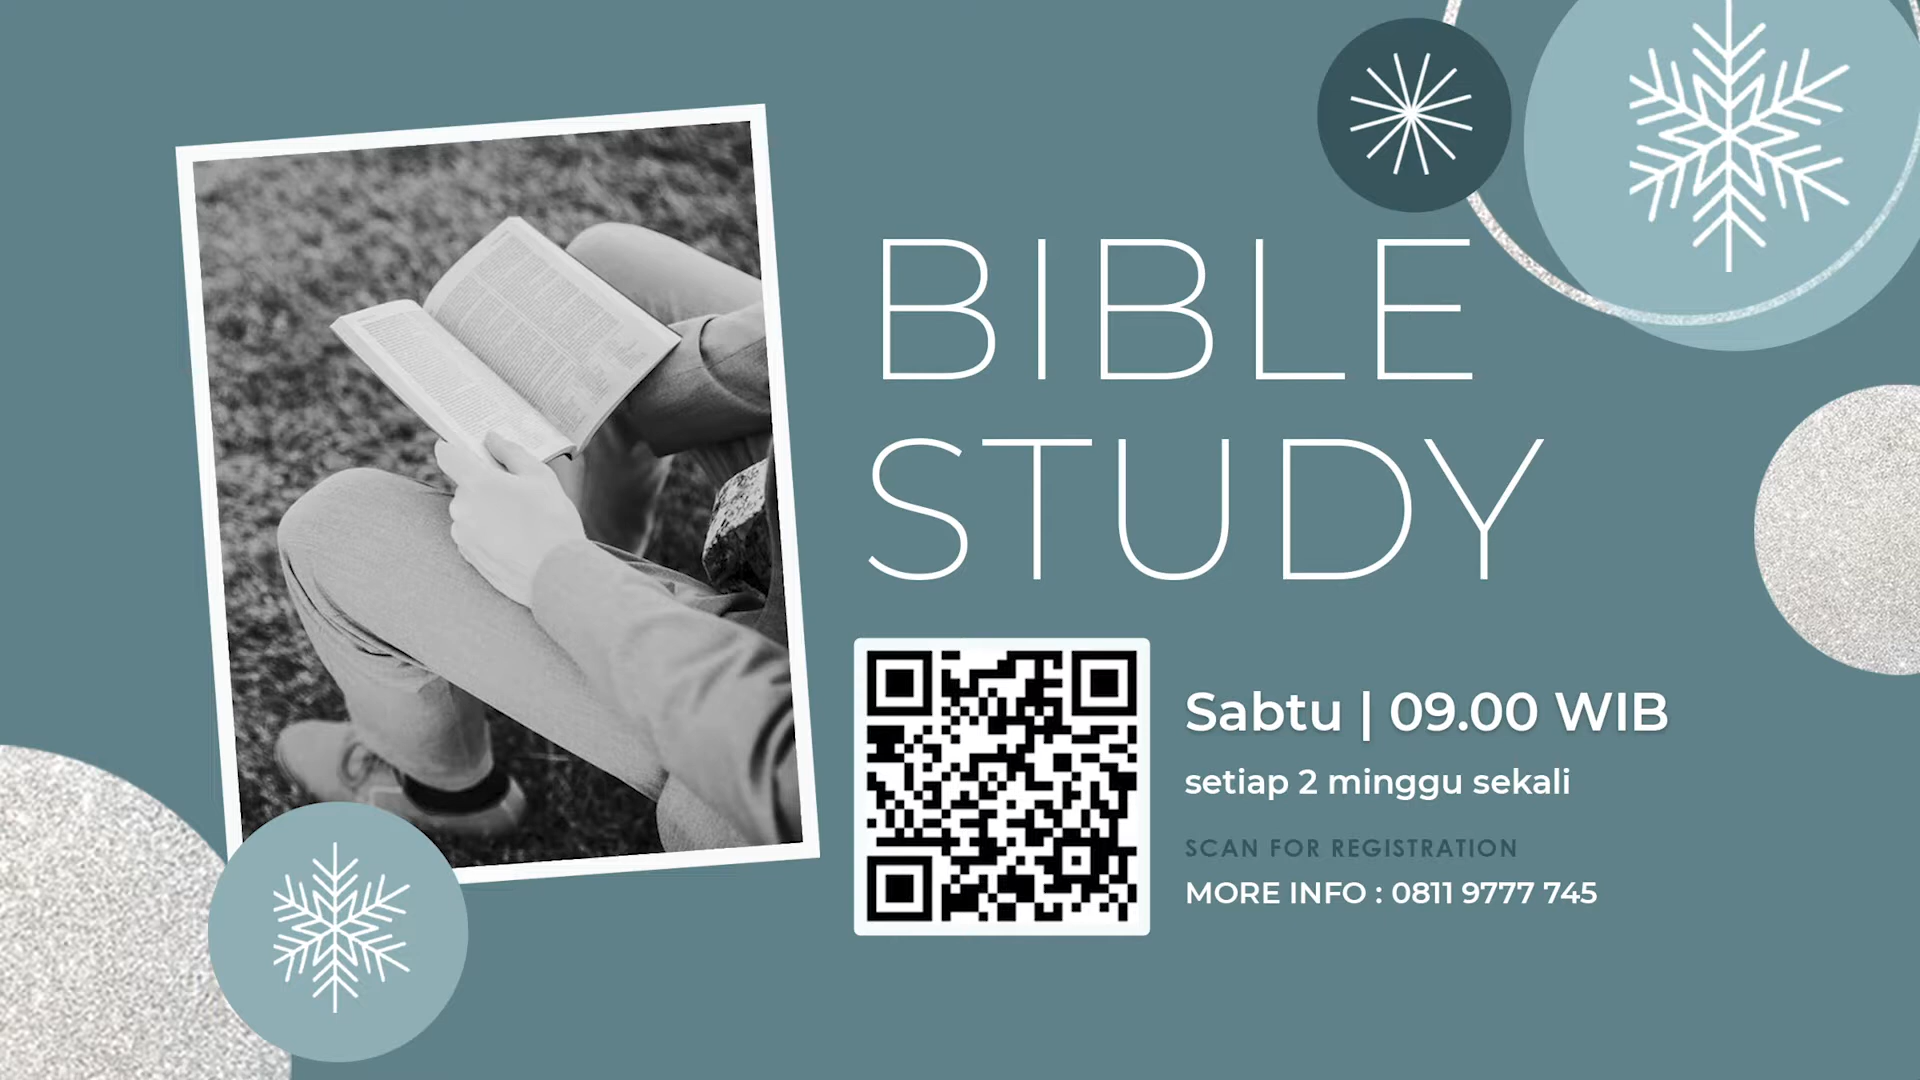 BIBLE
STUDY
Sabtu | 09.00 WIB
setiap 2 minggu sekali
SCAN FOR REGISTRATION
MORE INFO : 0811 9777 745